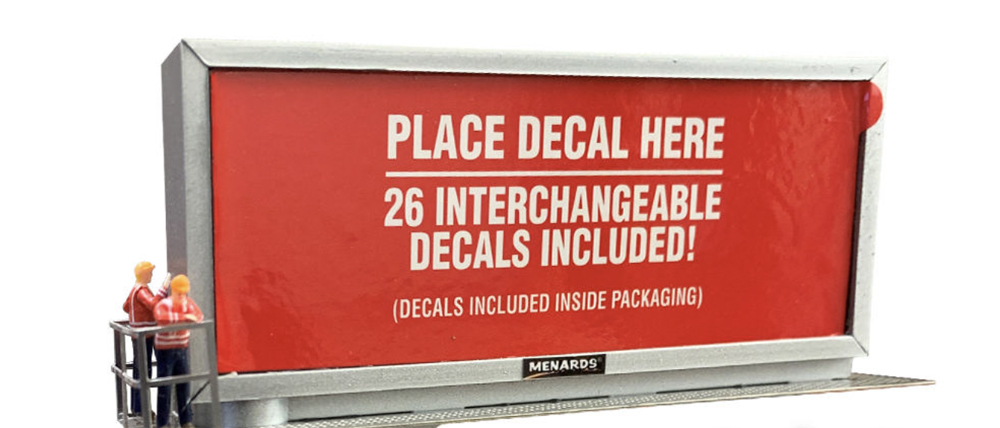 PLACE DECAL HERE
26 INTERCHANGEABLE
DECALS INCLUDED!
(DECALS INCLUDED INSIDE PACKAGING)
MENARDS®